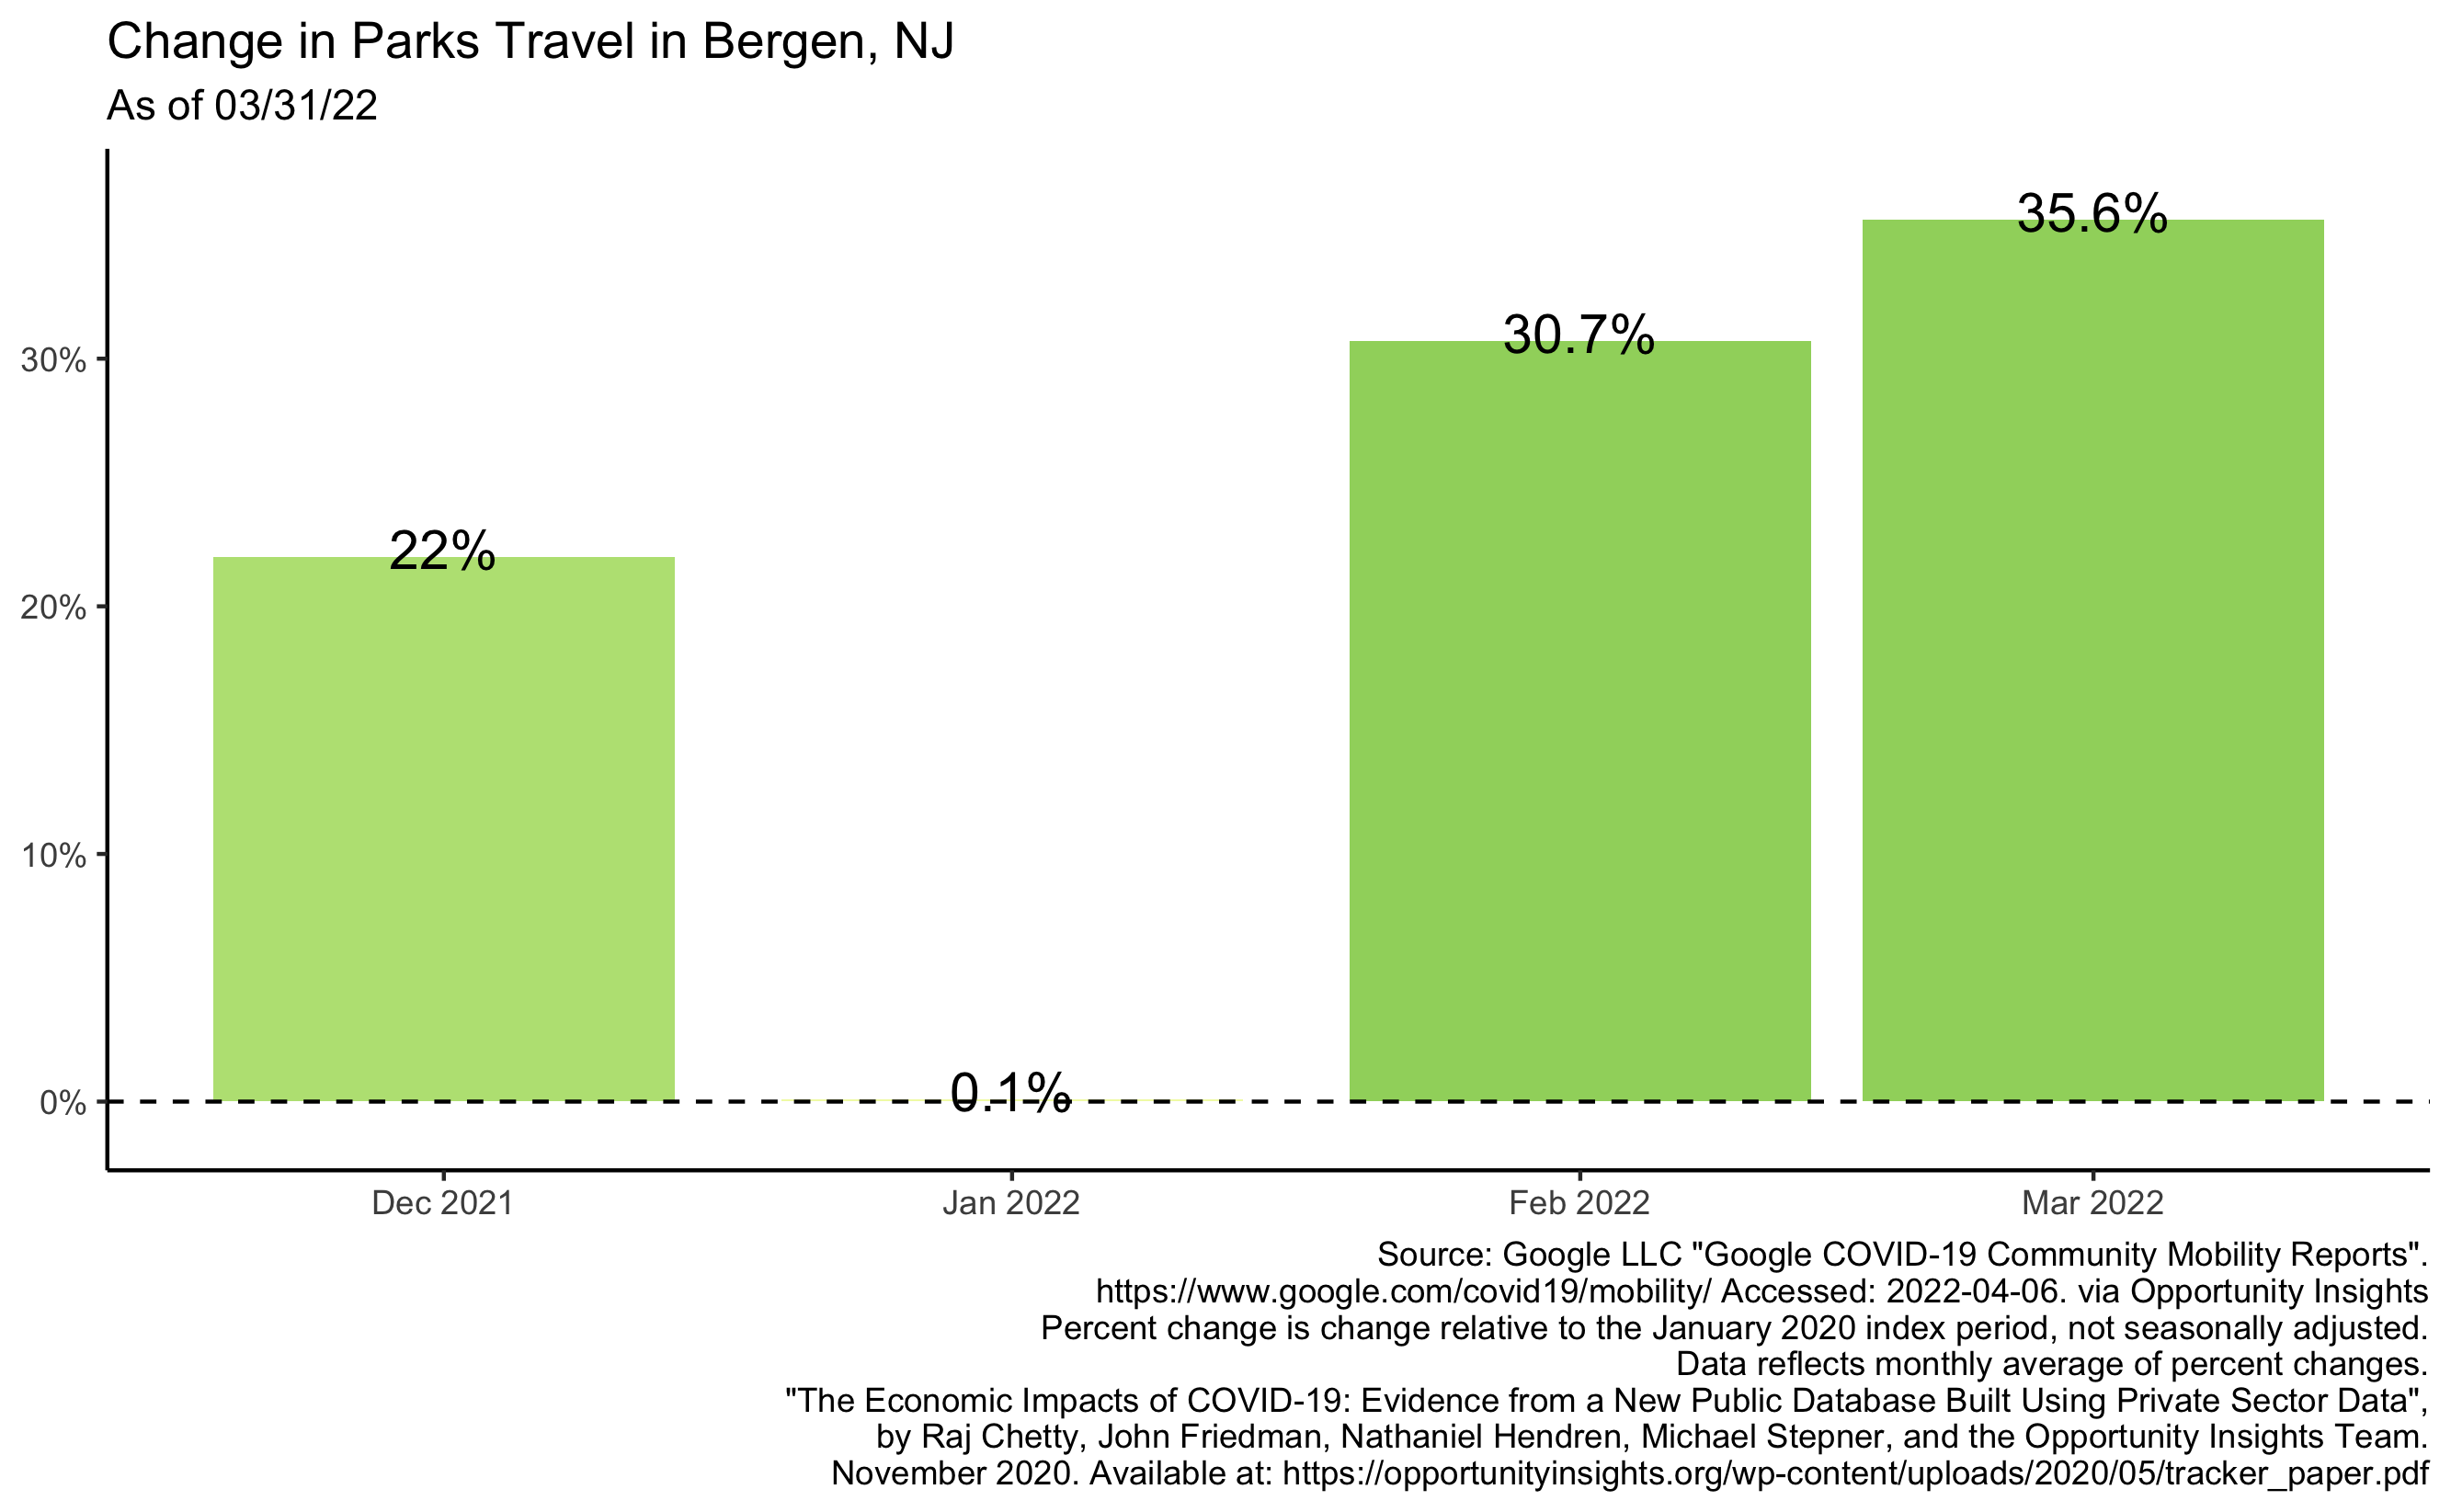 Change in Parks Travel in Bergen, NJ
As of 03/31/22
35.6%
30.7%
30%
22%
20%
10%
0.1%
0%
Dec 2021
Jan 2022
Feb 2022
Mar 2022
Source: Google LLC "Google COVID-19 Community Mobility Reports".
https://www.google.com/covid19/mobility/ Accessed: 2022-04-06. via Opportunity Insights
Percent change is change relative to the January 2020 index period, not seasonally adjusted.
Data reflects monthly average of percent changes.
"The Economic Impacts of COVID-19: Evidence from a New Public Database Built Using Private Sector Data",
by Raj Chetty, John Friedman, Nathaniel Hendren, Michael Stepner, and the Opportunity Insights Team.
November 2020. Available at: https://opportunityinsights.org/wp-content/uploads/2020/05/tracker_paper.pdf